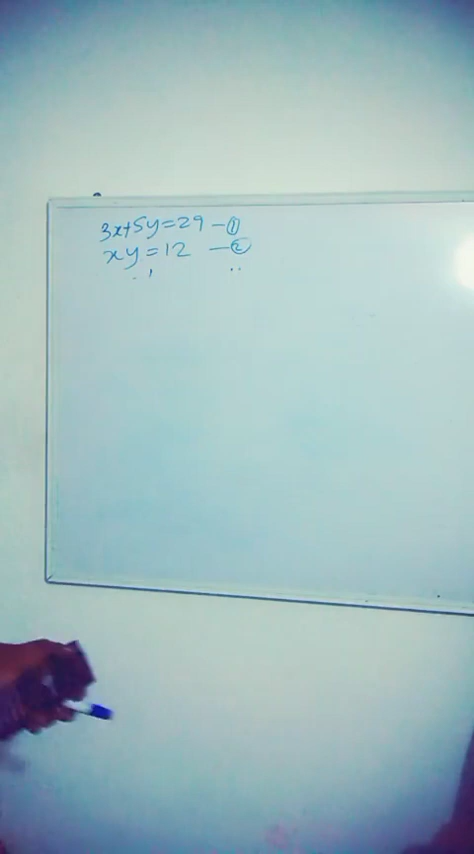 3x+5y=29 —①
xy=12 —②